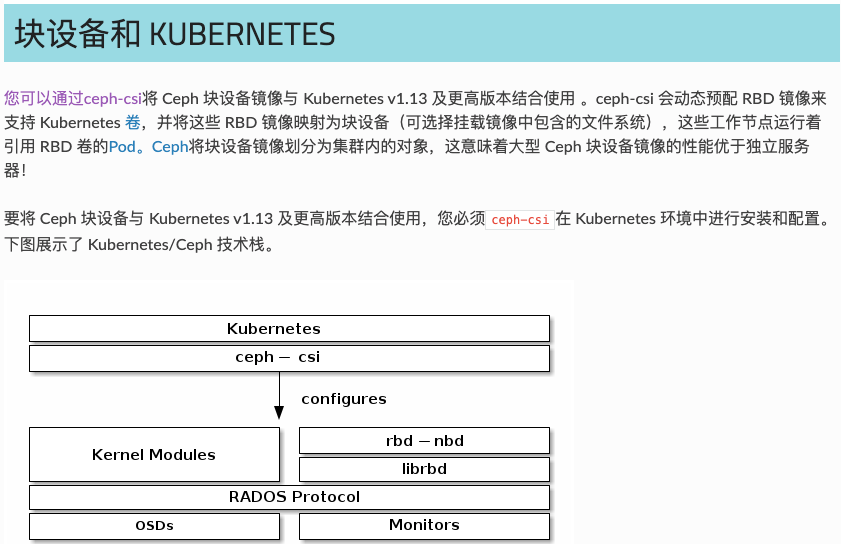 块设备和 KUBERNETES
您可以通过ceph-csi将 Ceph 块设备镜像与 Kubernetes v1.13 及更高版本结合使用 。ceph-csi 会动态预配 RBD 镜像来
支持 Kubernetes 卷，并将这些 RBD 镜像映射为块设备（可选择挂载镜像中包含的文件系统），这些工作节点运行着
引用 RBD 卷的Pod。Ceph将块设备镜像划分为集群内的对象，这意味着大型 Ceph 块设备镜像的性能优于独立服务
器！
要将 Ceph 块设备与 Kubernetes v1.13 及更高版本结合使用，您必须ceph-csi在 Kubernetes 环境中进行安装和配置。
下图展示了 Kubernetes/Ceph 技术栈。
Kubernetes
ceph – csi
configures
Kernel Modules
rbd – nbd
librbd
RADOS Protocol
OSDs
Monitors